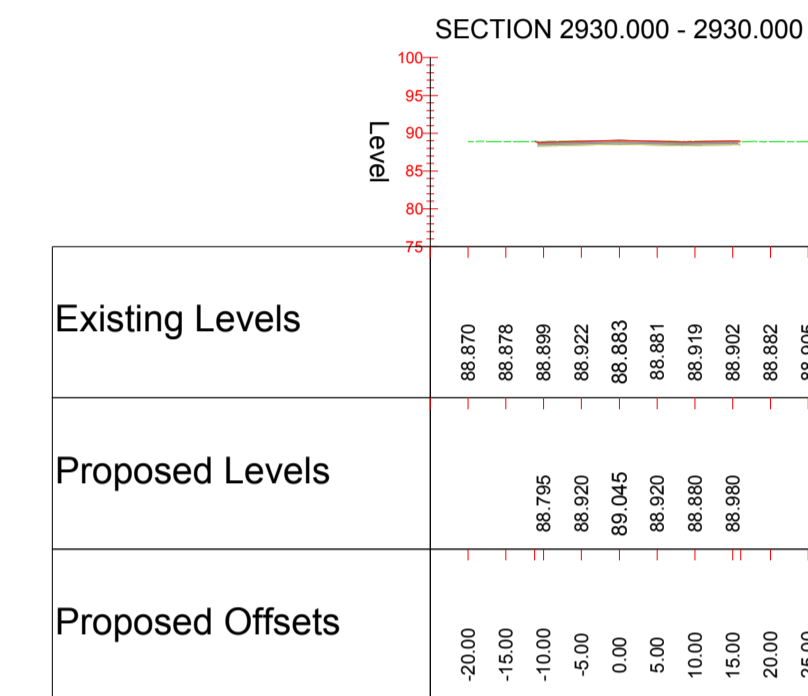 SECTION 2930.000 - 2930.000
100
95
90
85
80
75
Level
Existing Levels
88.870 88.878 88.899 88.922 88.883 88.881 88.919 88.902 88.882
Proposed Levels
88.795 88.920 89.045 88.920 88.880 88.980
Proposed Offsets
-20.00 -15.00 -10.00 -5.00 0.00 5.00 10.00 15.00 20.00